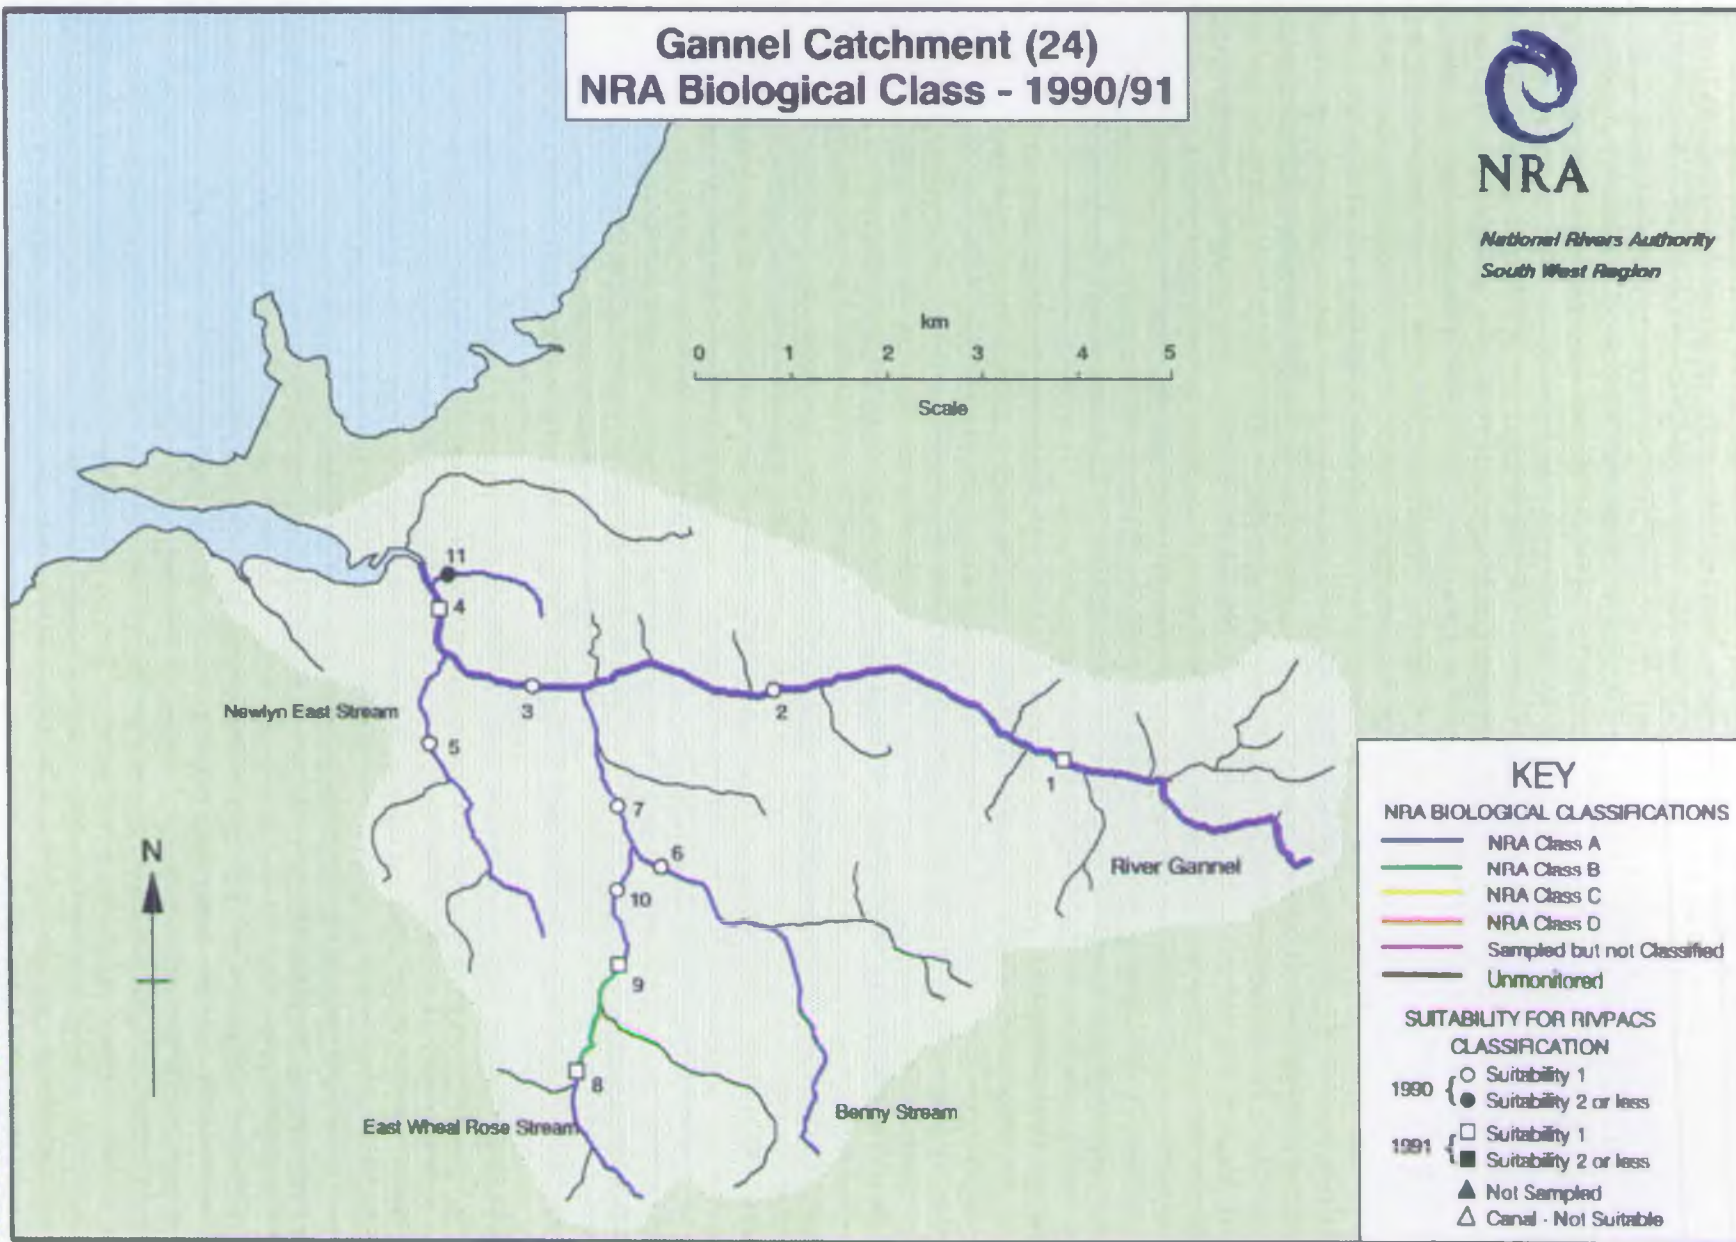 Gannel Catchment (24)
NRA Biological Class - 1990/91
NRA
National Rivers Authority
South West Region
km
0 1 2 3 4 5
Scale
11
4
3
2
1
Newlyn East Stream
5
7
6
10
9
8
River Gannel
Benny Stream
East Wheal Rose Stream
N
KEY
NRA BIOLOGICAL CLASSIFICATIONS
NRA Class A
NRA Class B
NRA Class C
NRA Class D
Sampled but not Classified
Unmonitored
SUITABILITY FOR RIVPACS
CLASSIFICATION
1990 { Suitability 1
Suitability 2 or less
1991 { Suitability 1
Suitability 2 or less
Not Sampled
Canal - Not Suitable